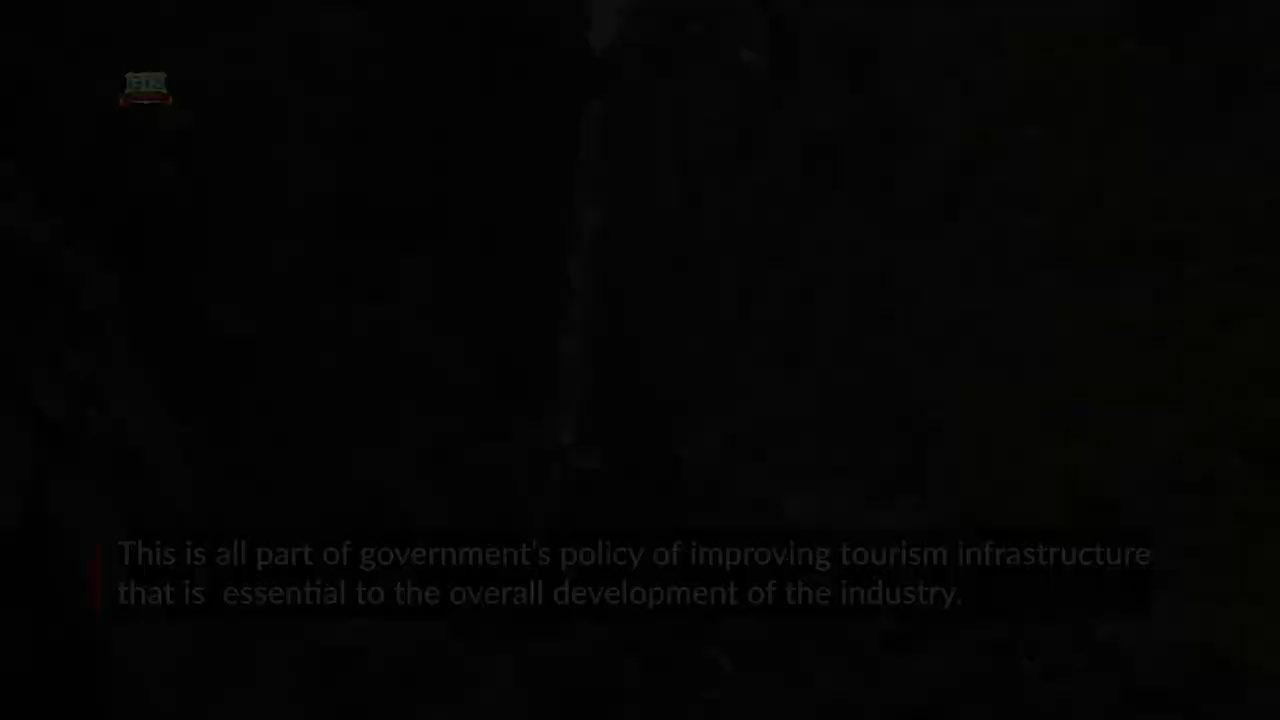 This is all part of government's policy of improving tourism infrastructure
that is  essential to the overall development of the industry.